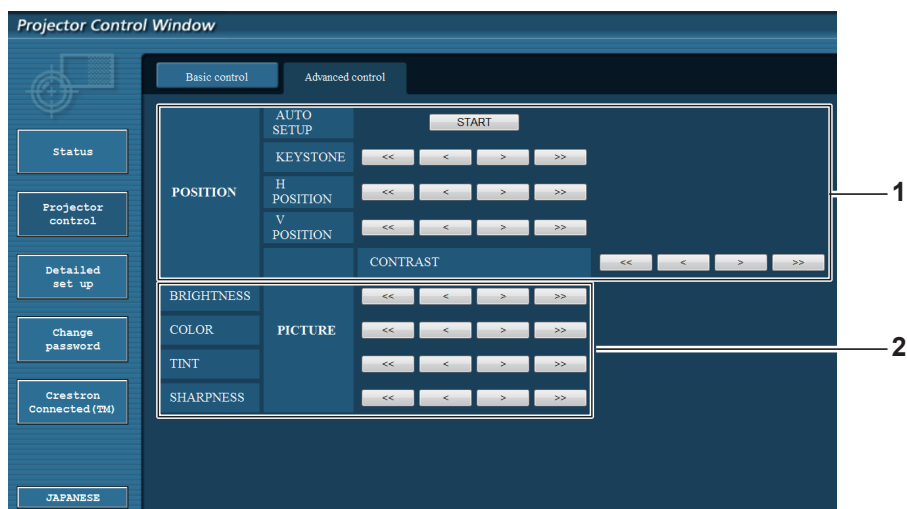 Projector Control Window
Basic control
Advanced control
Status
Projector
control
Detailed
set up
Change
password
Crestron
Connected(TM)
JAPANESE
POSITION
AUTO
SETUP
START
KEYSTONE
<< < > >>
H
POSITION
<< < > >>
V
POSITION
<< < > >>
CONTRAST
<< < > >>
1
BRIGHTNESS
PICTURE
<< < > >>
COLOR
<< < > >>
TINT
<< < > >>
SHARPNESS
<< < > >>
2